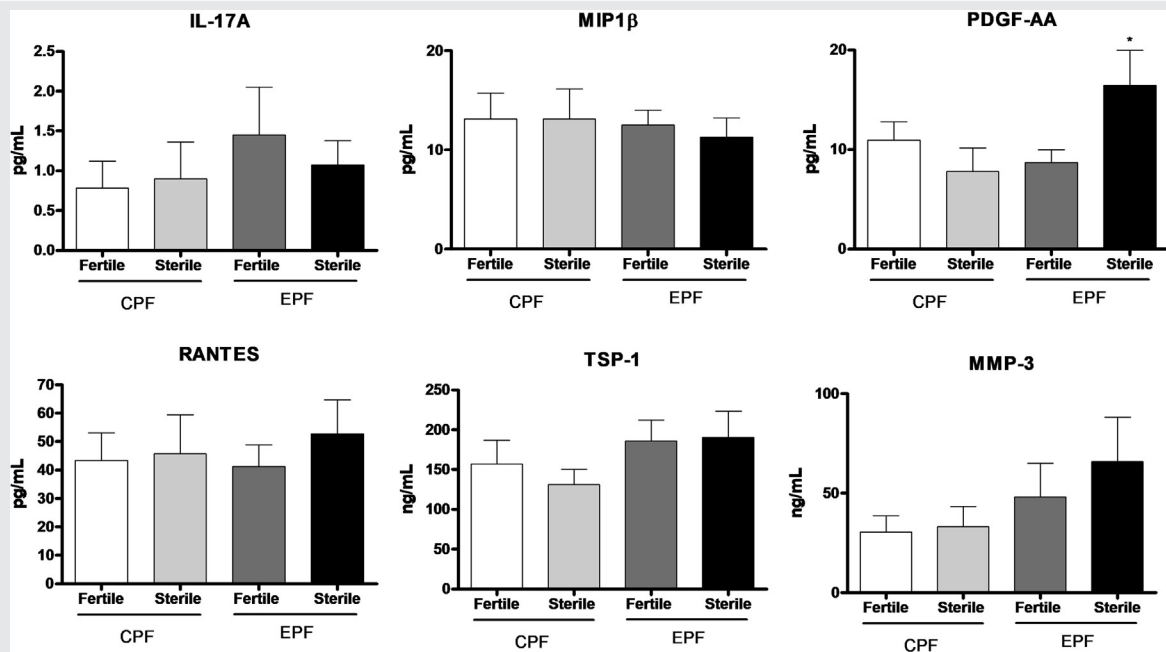 IL-17A
2.5
2.0
1.5
1.0
0.5
0.0
pg/mL
Fertile Sterile Fertile Sterile
CPF EPF
MIP1β
20
10
0
pg/mL
Fertile Sterile Fertile Sterile
CPF EPF
PDGF-AA
*
20
10
0
pg/mL
Fertile Sterile Fertile Sterile
CPF EPF
RANTES
70
60
50
40
30
20
10
0
pg/mL
Fertile Sterile Fertile Sterile
CPF EPF
TSP-1
250
200
150
100
50
0
ng/mL
Fertile Sterile Fertile Sterile
CPF EPF
MMP-3
100
50
0
ng/mL
Fertile Sterile Fertile Sterile
CPF EPF